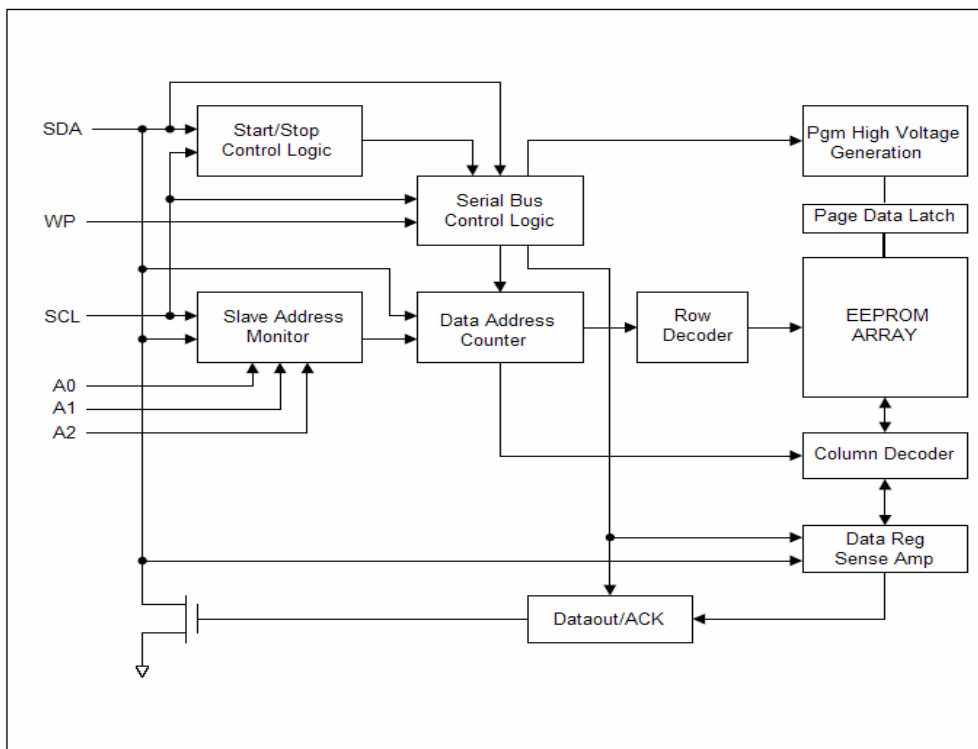 SDA
Start/Stop
Control Logic
Pgm High Voltage
Generation
WP
Serial Bus
Control Logic
Page Data Latch
SCL
Slave Address
Monitor
Data Address
Counter
Row
Decoder
EEPROM
ARRAY
A0
A1
A2
Column Decoder
Data Reg
Sense Amp
Dataout/ACK